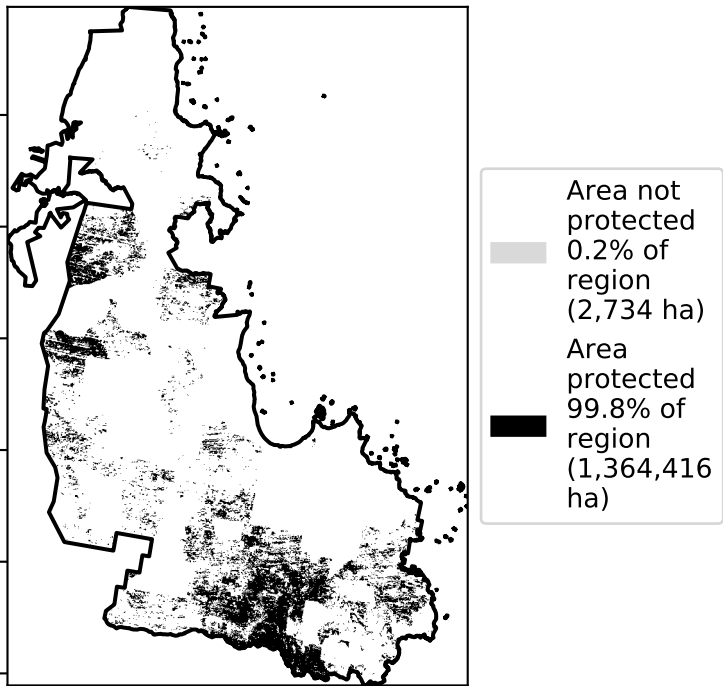 Area not
protected
0.2% of
region
(2,734 ha)
Area
protected
99.8% of
region
(1,364,416
ha)